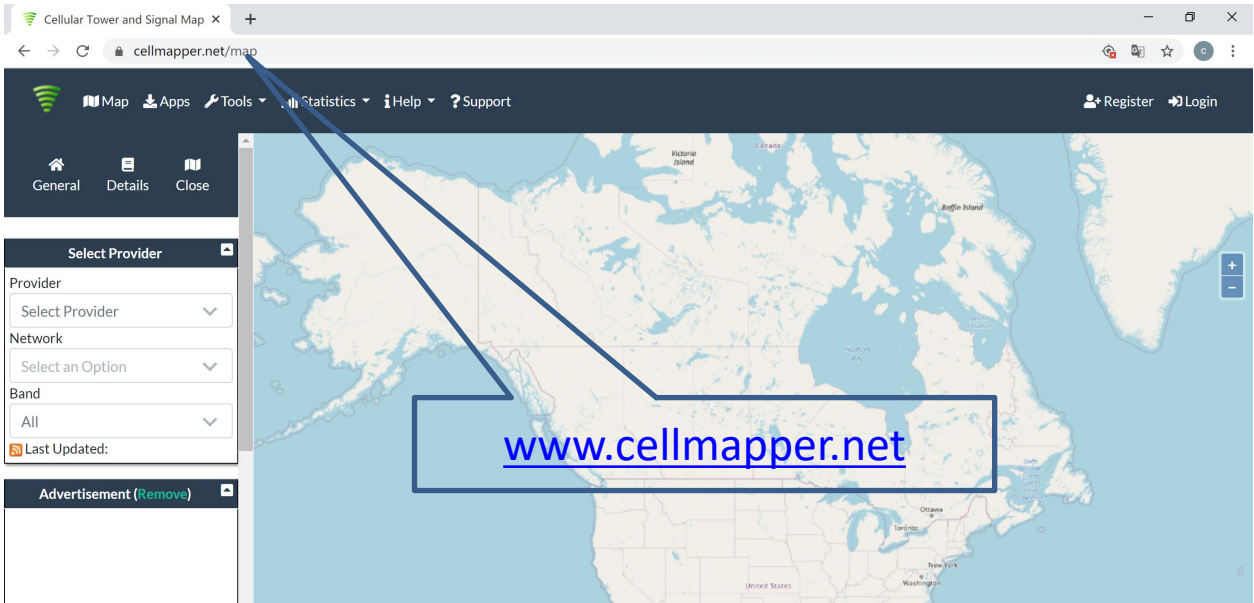 Cellular Tower and Signal Map
cellmapper.net/map
c
Map Apps Tools Statistics Help Support
Register Login
General Details Close
Select Provider
Provider
Select Provider
Network
Select an Option
Band
All
Last Updated:
Advertisement (Remove)
Victoria
Island
Canada
Baffin Island
Hudson
Bay
www.cellmapper.net
Ottawa
Toronto
New York
Washington
United States